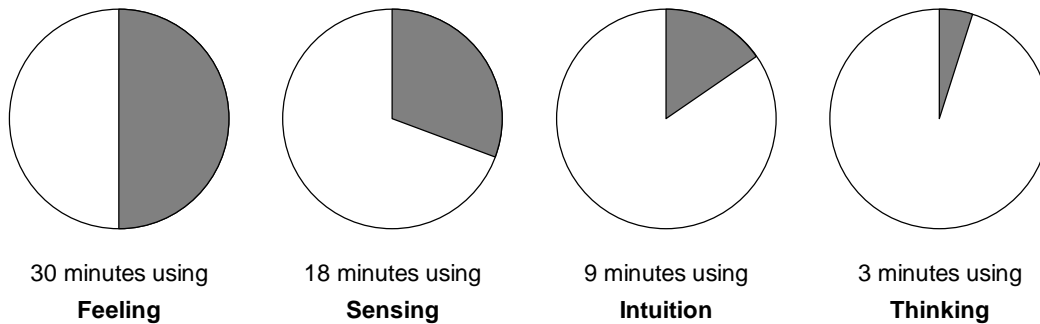 30 minutes using
Feeling
18 minutes using
Sensing
9 minutes using
Intuition
3 minutes using
Thinking